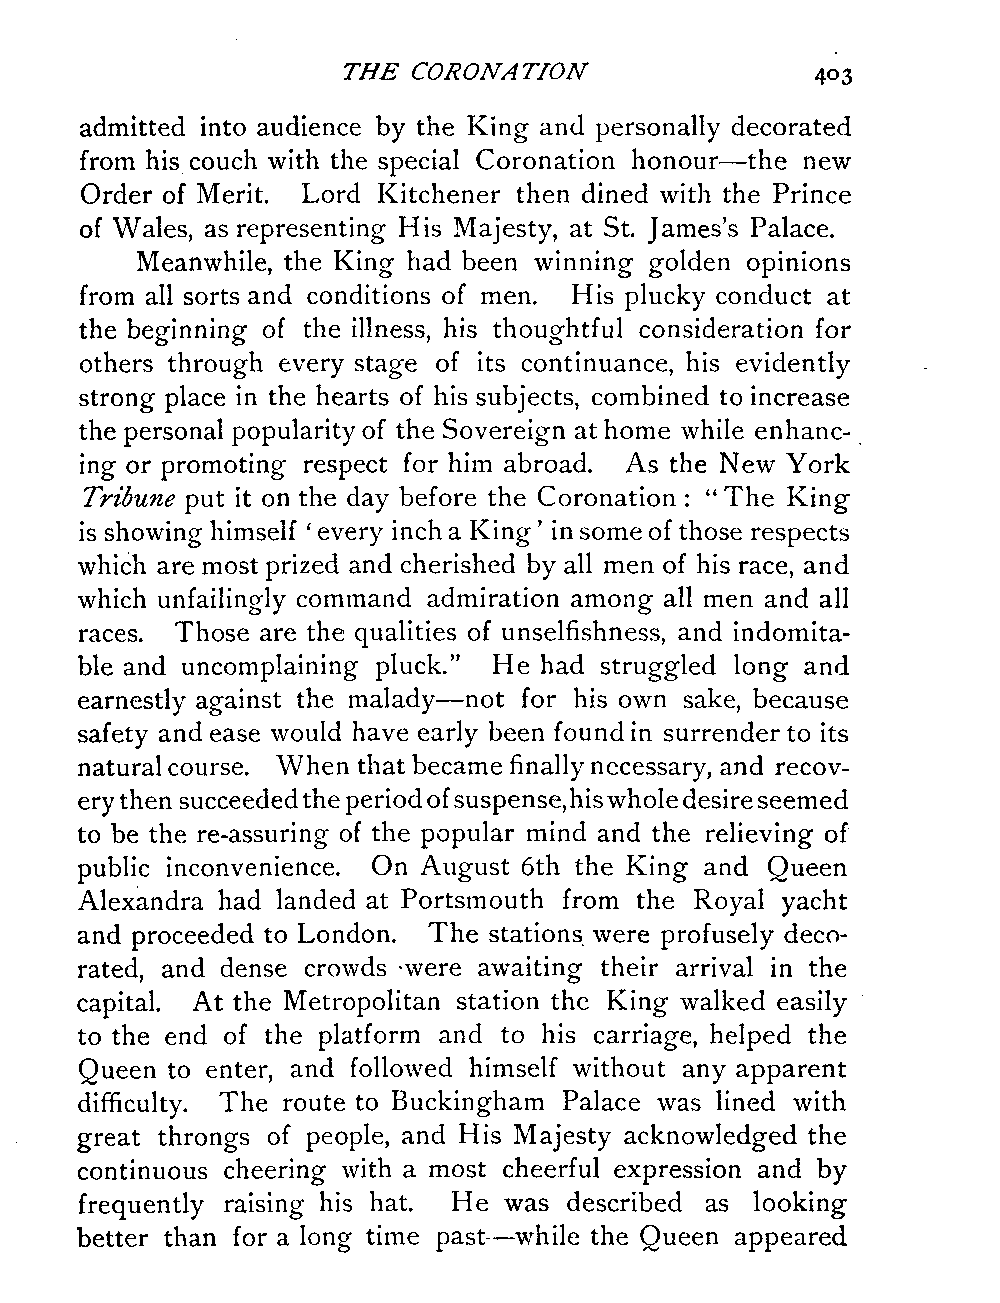 THE CORONATION 403
admitted into audience by the King and personally decorated
from his couch with the special Coronation honour—the new
Order of Merit. Lord Kitchener then dined with the Prince
of Wales, as representing His Majesty, at St. James's Palace.
Meanwhile, the King had been winning golden opinions
from all sorts and conditions of men. His plucky conduct at
the beginning of the illness, his thoughtful consideration for
others through every stage of its continuance, his evidently
strong place in the hearts of his subjects, combined to increase
the personal popularity of the Sovereign at home while enhanc-
ing or promoting respect for him abroad. As the New York
Tribune put it on the day before the Coronation: "The King
is showing himself 'every inch a King' in some of those respects
which are most prized and cherished by all men of his race, and
which unfailingly command admiration among all men and all
races. Those are the qualities of unselfishness, and indomita-
ble and uncomplaining pluck." He had struggled long and
earnestly against the malady—not for his own sake, because
safety and ease would have early been found in surrender to its
natural course. When that became finally necessary, and recov-
ery then succeeded the period of suspense, his whole desire seemed
to be the re-assuring of the popular mind and the relieving of
public inconvenience. On August 6th the King and Queen
Alexandra had landed at Portsmouth from the Royal yacht
and proceeded to London. The stations were profusely deco-
rated, and dense crowds were awaiting their arrival in the
capital. At the Metropolitan station the King walked easily
to the end of the platform and to his carriage, helped the
Queen to enter, and followed himself without any apparent
difficulty. The route to Buckingham Palace was lined with
great throngs of people, and His Majesty acknowledged the
continuous cheering with a most cheerful expression and by
frequently raising his hat. He was described as looking
better than for a long time past—while the Queen appeared